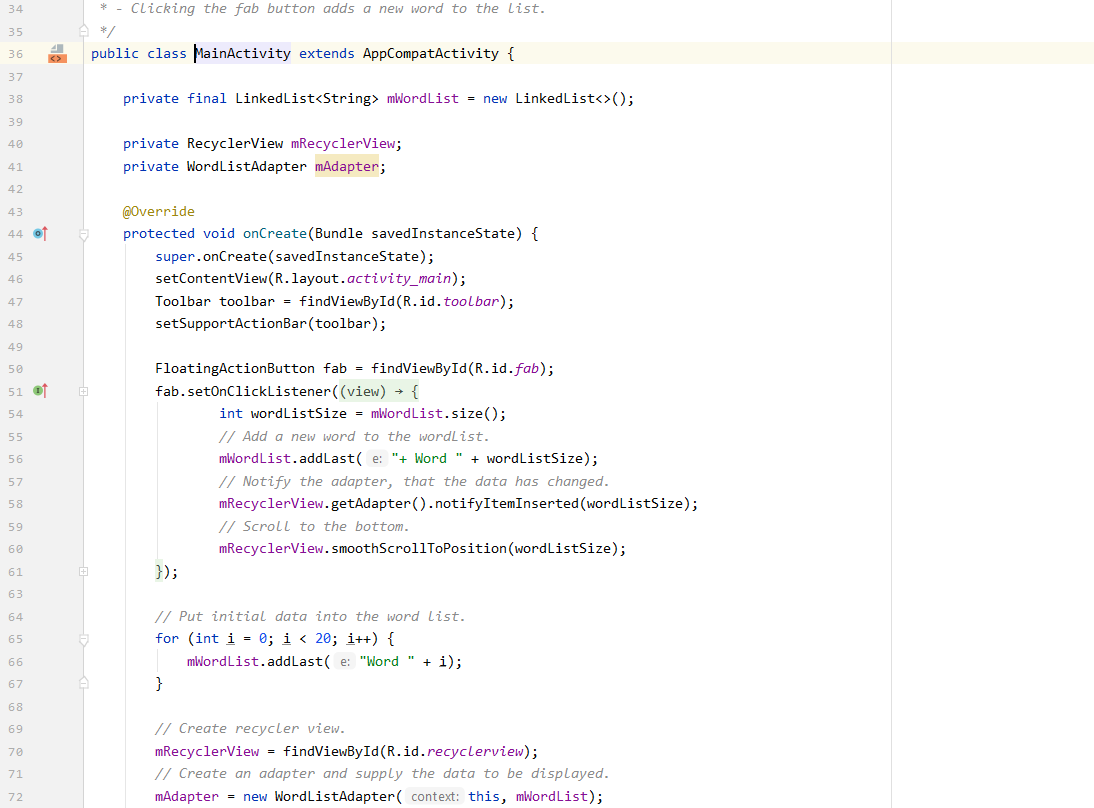 34 * - Clicking the fab button adds a new word to the list.
35 */
36 public class MainActivity extends AppCompatActivity {
37
38 private final LinkedList<String> mWordList = new LinkedList<>();
39
40 private RecyclerView mRecyclerView;
41 private WordListAdapter mAdapter;
42
43 @Override
44 protected void onCreate(Bundle savedInstanceState) {
45 super.onCreate(savedInstanceState);
46 setContentView(R.layout.activity_main);
47 Toolbar toolbar = findViewById(R.id.toolbar);
48 setSupportActionBar(toolbar);
49
50 FloatingActionButton fab = findViewById(R.id.fab);
51 fab.setOnClickListener((view) → {
54 int wordListSize = mWordList.size();
55 // Add a new word to the wordList.
56 mWordList.addLast( e: "+ Word " + wordListSize);
57 // Notify the adapter, that the data has changed.
58 mRecyclerView.getAdapter().notifyItemInserted(wordListSize);
59 // Scroll to the bottom.
60 mRecyclerView.smoothScrollToPosition(wordListSize);
61 });
63
64 // Put initial data into the word list.
65 for (int i = 0; i < 20; i++) {
66 mWordList.addLast( e: "Word " + i);
67 }
68
69 // Create recycler view.
70 mRecyclerView = findViewById(R.id.recyclerview);
71 // Create an adapter and supply the data to be displayed.
72 mAdapter = new WordListAdapter( context: this, mWordList);